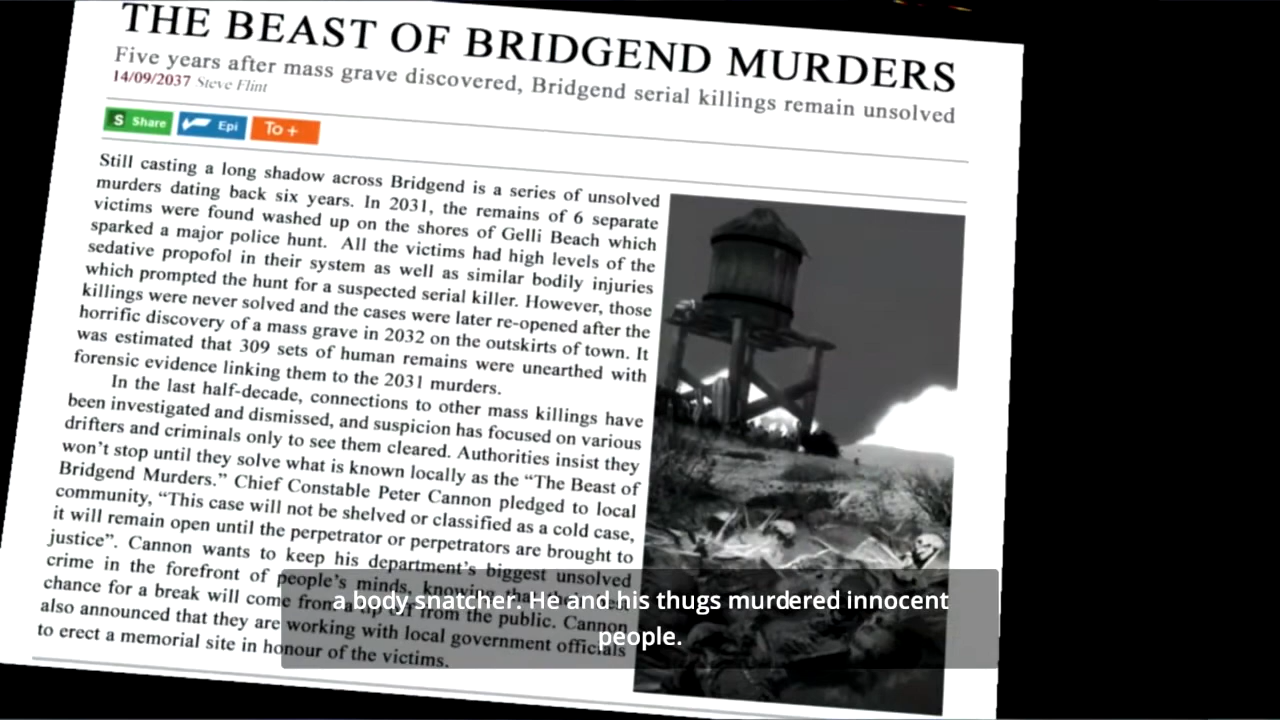 THE BEAST OF BRIDGEND MURDERS
Five years after mass grave discovered, Bridgend serial killings remain unsolved
14/09/2037 Steve Flint
S Share
Epi
To +
Still casting a long shadow across Bridgend is a series of unsolved
murders dating back six years. In 2031, the remains of 6 separate
victims were found washed up on the shores of Gelli Beach which
sparked a major police hunt.  All the victims had high levels of the
sedative propofol in their system as well as similar bodily injuries
which prompted the hunt for a suspected serial killer. However, those
killings were never solved and the cases were later re-opened after the
horrific discovery of a mass grave in 2032 on the outskirts of town. It
was estimated that 309 sets of human remains were unearthed with
forensic evidence linking them to the 2031 murders.
In the last half-decade, connections to other mass killings have
been investigated and dismissed, and suspicion has focused on various
drifters and criminals only to see them cleared. Authorities insist they
won't stop until they solve what is known locally as the “The Beast of
Bridgend Murders.” Chief Constable Peter Cannon pledged to local
community, “This case will not be shelved or classified as a cold case,
it will remain open until the perpetrator or perpetrators are brought to
justice”. Cannon wants to keep his department's biggest unsolved
crime in the forefront of people's minds, knowing
chance for a break will come from a tip off from the public. Cannon
also announced that they are working with local government officials
to erect a memorial site in honour of the victims.
a body snatcher. He and his thugs murdered innocent
people.